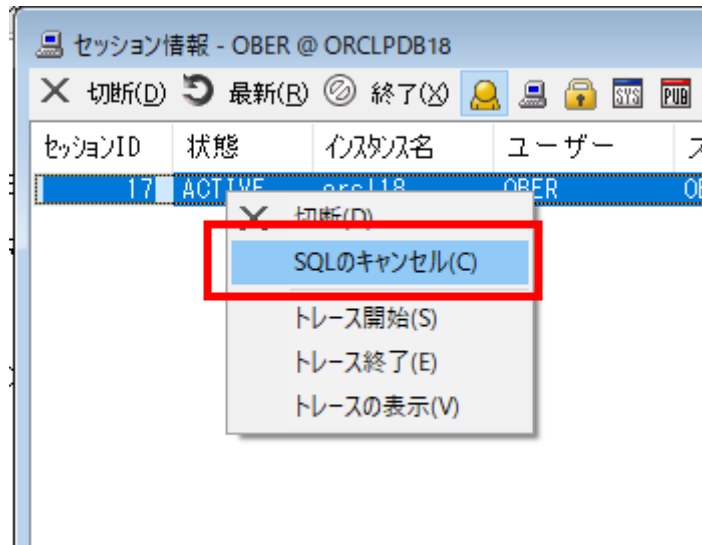 セッション情報 - OBER @ ORCLPDB18
切断(D) 最新(R) 終了(X) SYS PUB
セッションID 状態 インスタンス名 ユーザー
17 ACTIVE orcl18 OBER
切断(D)
SQLのキャンセル(C)
トレース開始(S)
トレース終了(E)
トレースの表示(V)